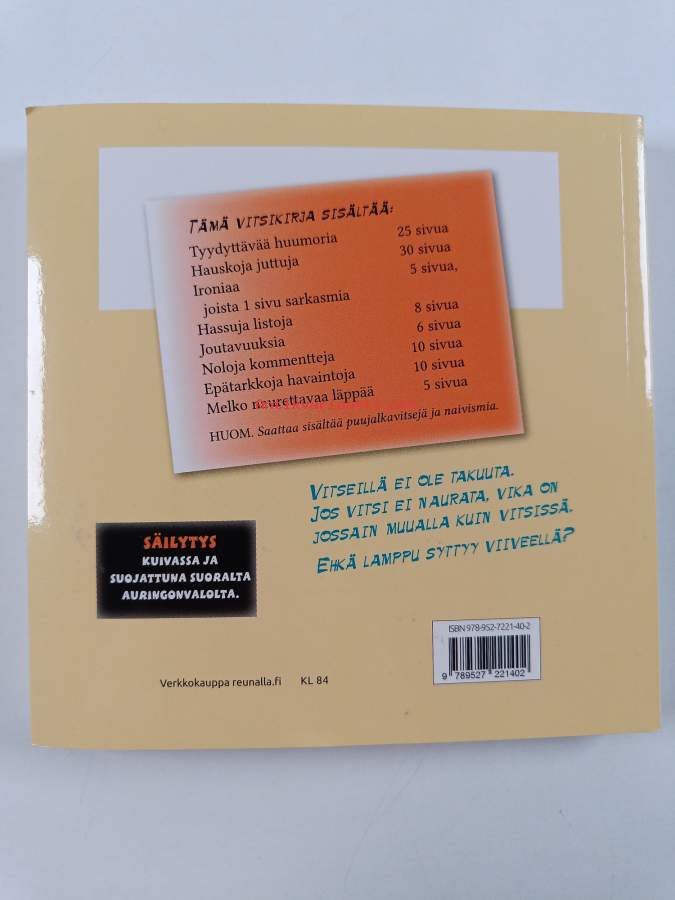 TÄMÄ VITSIKIRJA SISÄLTÄÄ:
Tyydyttävää huumoria 25 sivua
Hauskoja juttuja 30 sivua
Ironiaa 5 sivua,
joista 1 sivu sarkasmia
Hassuja listoja 8 sivua
Joutavuuksia 6 sivua
Noloja kommentteja 10 sivua
Epätarkkoja havaintoja 10 sivua
Melko naurettavaa läppää 5 sivua
HUOM. Saattaa sisältää puujalkavitsejä ja naivismia.
VITSEILLÄ EI OLE TAKUUTA.
JOS VITSI EI NAURATA, VIKA ON
JOSSAIN MUUALLA KUIN VITSISSÄ.
EHKÄ LAMPPU SYTTYY VIIVEELLÄ?
SÄILYTYS
KUIVASSA JA
SUOJATTUNA SUORALTA
AURINGONVALOLTA.
ISBN 978-952-7221-40-2
9 789527 221402
Verkkokauppa reunalla.fi KL 84